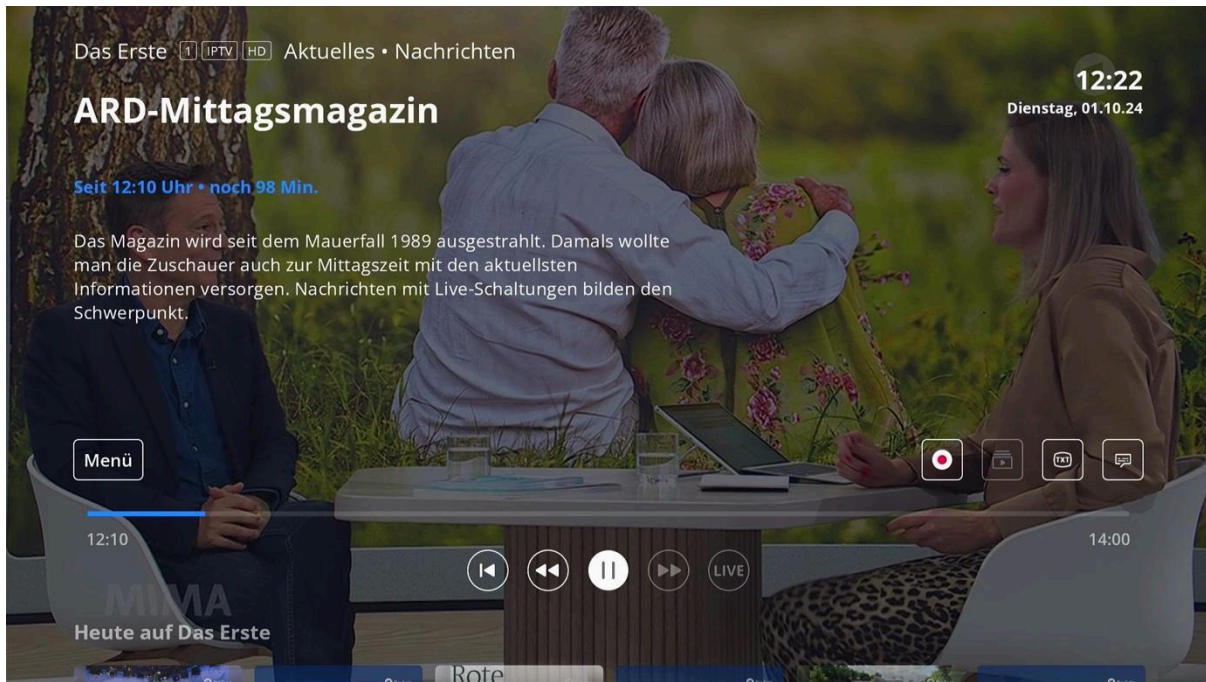 Das Erste 1 IPTV HD Aktuelles • Nachrichten
12:22
ARD-Mittagsmagazin
Dienstag, 01.10.24
Seit 12:10 Uhr • noch 98 Min.
Das Magazin wird seit dem Mauerfall 1989 ausgestrahlt. Damals wollte
man die Zuschauer auch zur Mittagszeit mit den aktuellsten
Informationen versorgen. Nachrichten mit Live-Schaltungen bilden den
Schwerpunkt.
Menü
TXT
12:10
14:00
LIVE
MIMA
Heute auf Das Erste
Rote